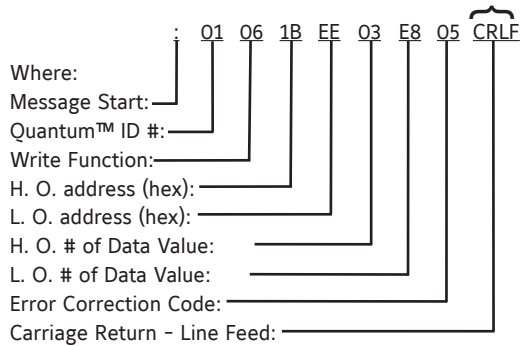 : 01 06 1B EE 03 E8 05 CRLF
Where:
Message Start:
Quantum™ ID #:
Write Function:
H. O. address (hex):
L. O. address (hex):
H. O. # of Data Value:
L. O. # of Data Value:
Error Correction Code:
Carriage Return - Line Feed: